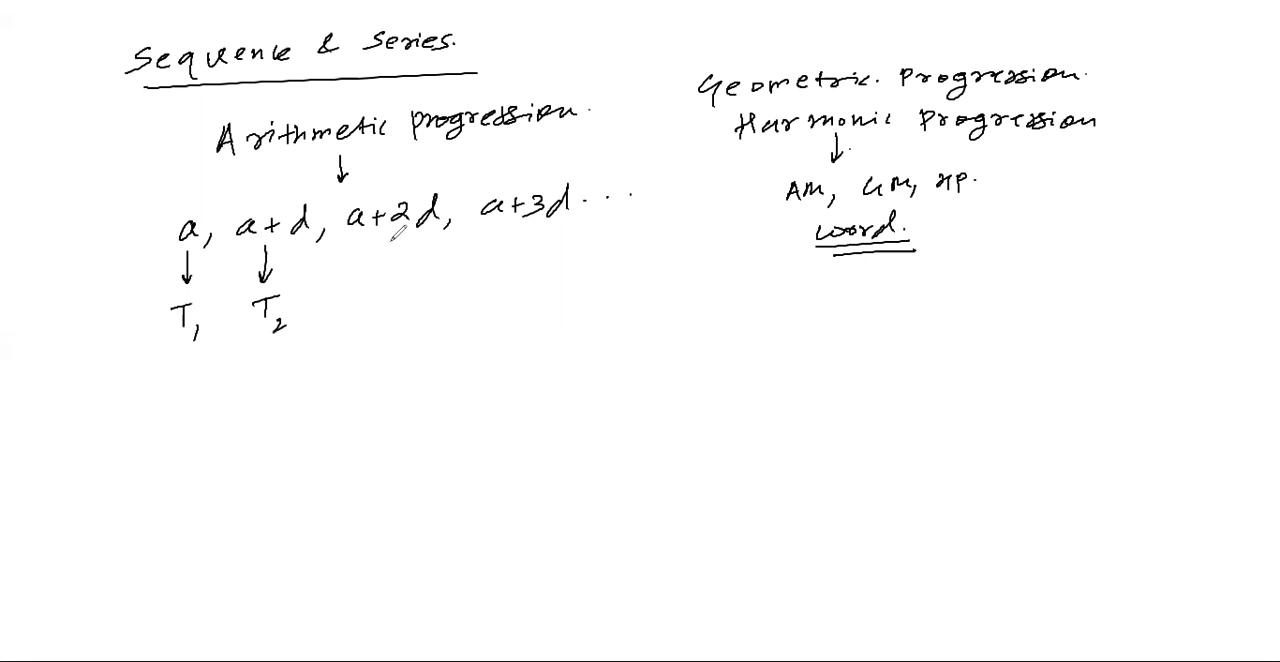 Sequence & Series.
Arithmetic progression.
a, a+d, a+2d, a+3d...
T1 T2
Geometric. Progression.
Harmonic Progression
AM, GM, HP.
word.